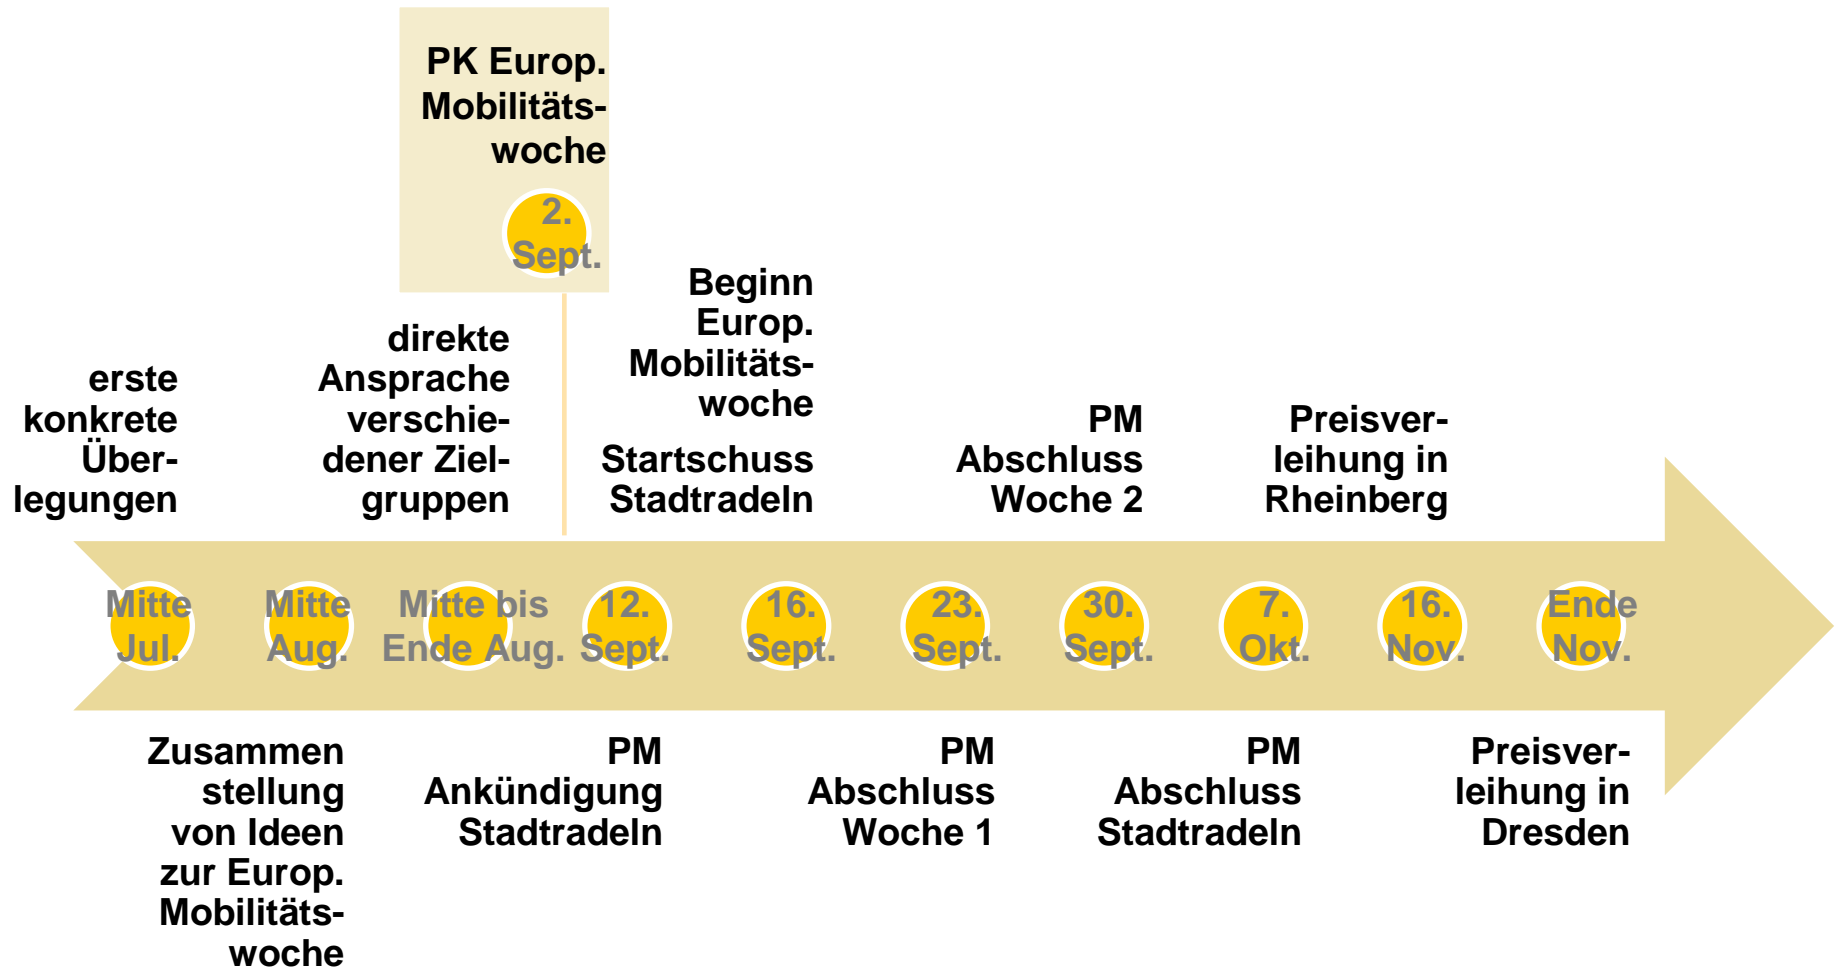 PK Europ.
Mobilitäts-
woche
2.
Sept.
erste
konkrete
Über-
legungen
direkte
Ansprache
verschie-
dener Ziel-
gruppen
Beginn
Europ.
Mobilitäts-
woche
Startschuss
Stadtradeln
PM
Abschluss
Woche 2
Preisver-
leihung in
Rheinberg
Mitte
Jul.
Mitte
Aug.
Mitte bis
Ende Aug.
12.
Sept.
16.
Sept.
23.
Sept.
30.
Sept.
7.
Okt.
16.
Nov.
Ende
Nov.
Zusammen
stellung
von Ideen
zur Europ.
Mobilitäts-
woche
PM
Ankündigung
Stadtradeln
PM
Abschluss
Woche 1
PM
Abschluss
Stadtradeln
Preisver-
leihung in
Dresden